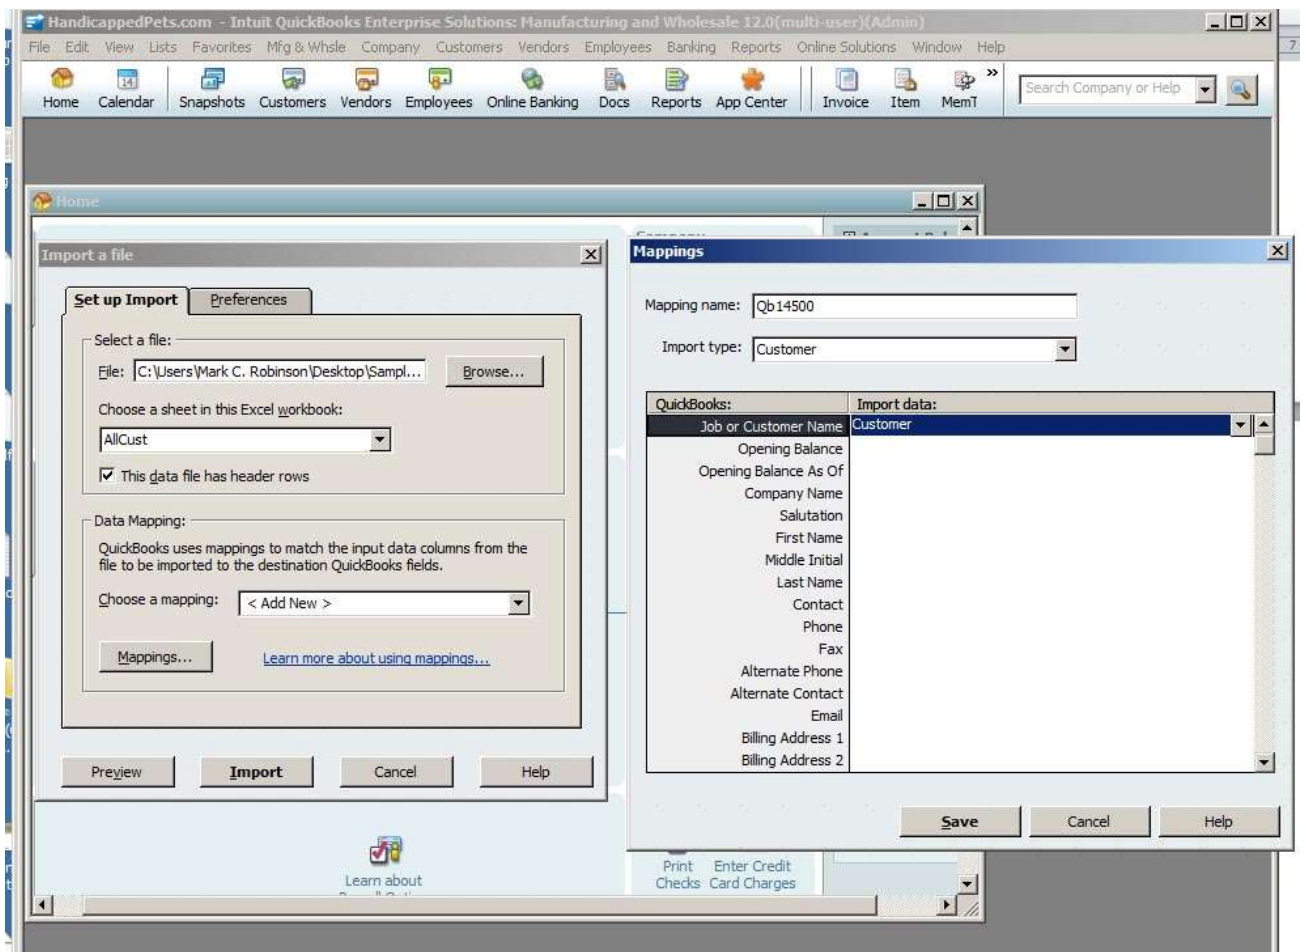 HandicappedPets.com - Intuit QuickBooks Enterprise Solutions: Manufacturing and Wholesale 12.0(multi-user)(Admin)
File Edit View Lists Favorites Mfg & Whsle Company Customers Vendors Employees Banking Reports Online Solutions Window Help
7
14
Home Calendar Snapshots Customers Vendors Employees Online Banking Docs Reports App Center Invoice Item MemT » Search Company or Help
Home
Import a file
Set up Import Preferences
Select a file:
File: C:\Users\Mark C. Robinson\Desktop\Sampl... Browse...
Choose a sheet in this Excel workbook:
AllCust
This data file has header rows
Data Mapping:
QuickBooks uses mappings to match the input data columns from the
file to be imported to the destination QuickBooks fields.
Choose a mapping: < Add New >
Mappings... Learn more about using mappings...
Preview Import Cancel Help
Mappings
Mapping name: Qb14500
Import type: Customer
QuickBooks: Import data:
Job or Customer Name Customer
Opening Balance
Opening Balance As Of
Company Name
Salutation
First Name
Middle Initial
Last Name
Contact
Phone
Fax
Alternate Phone
Alternate Contact
Email
Billing Address 1
Billing Address 2
Save Cancel Help
Learn about
Print Enter Credit
Checks Card Charges